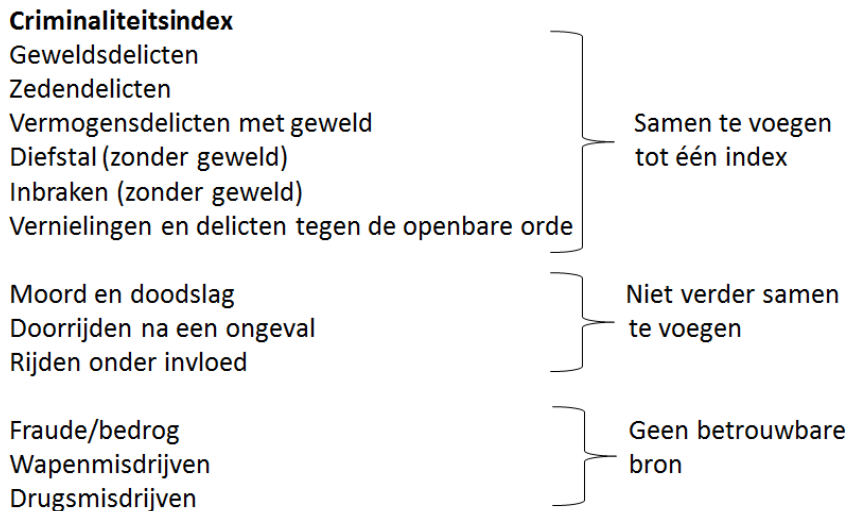 Criminaliteitsindex
Geweldsdelicten
Zedendelicten
Vermogensdelicten met geweld
Diefstal (zonder geweld)
Inbraken (zonder geweld)
Vernielingen en delicten tegen de openbare orde
Samen te voegen
tot één index
Moord en doodslag
Doorrijden na een ongeval
Rijden onder invloed
Niet verder samen
te voegen
Fraude/bedrog
Wapenmisdrijven
Drugsmisdrijven
Geen betrouwbare
bron